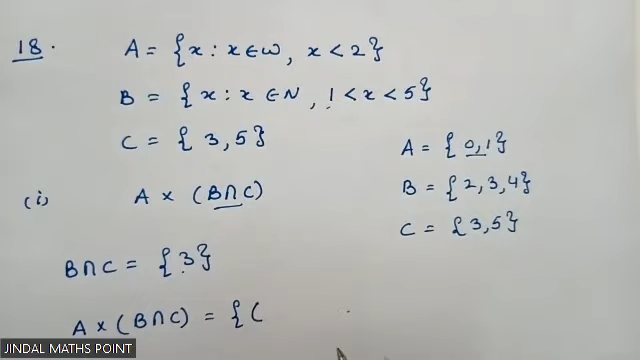 18.
A = {x : x ∈ W, x < 2}
B = {x : x ∈ N, 1 < x < 5}
C = {3, 5}
A = {0, 1}
B = {2, 3, 4}
C = {3, 5}
(i) A × (B∩C)
B∩C = {3}
A × (B∩C) = {(
JINDAL MATHS POINT